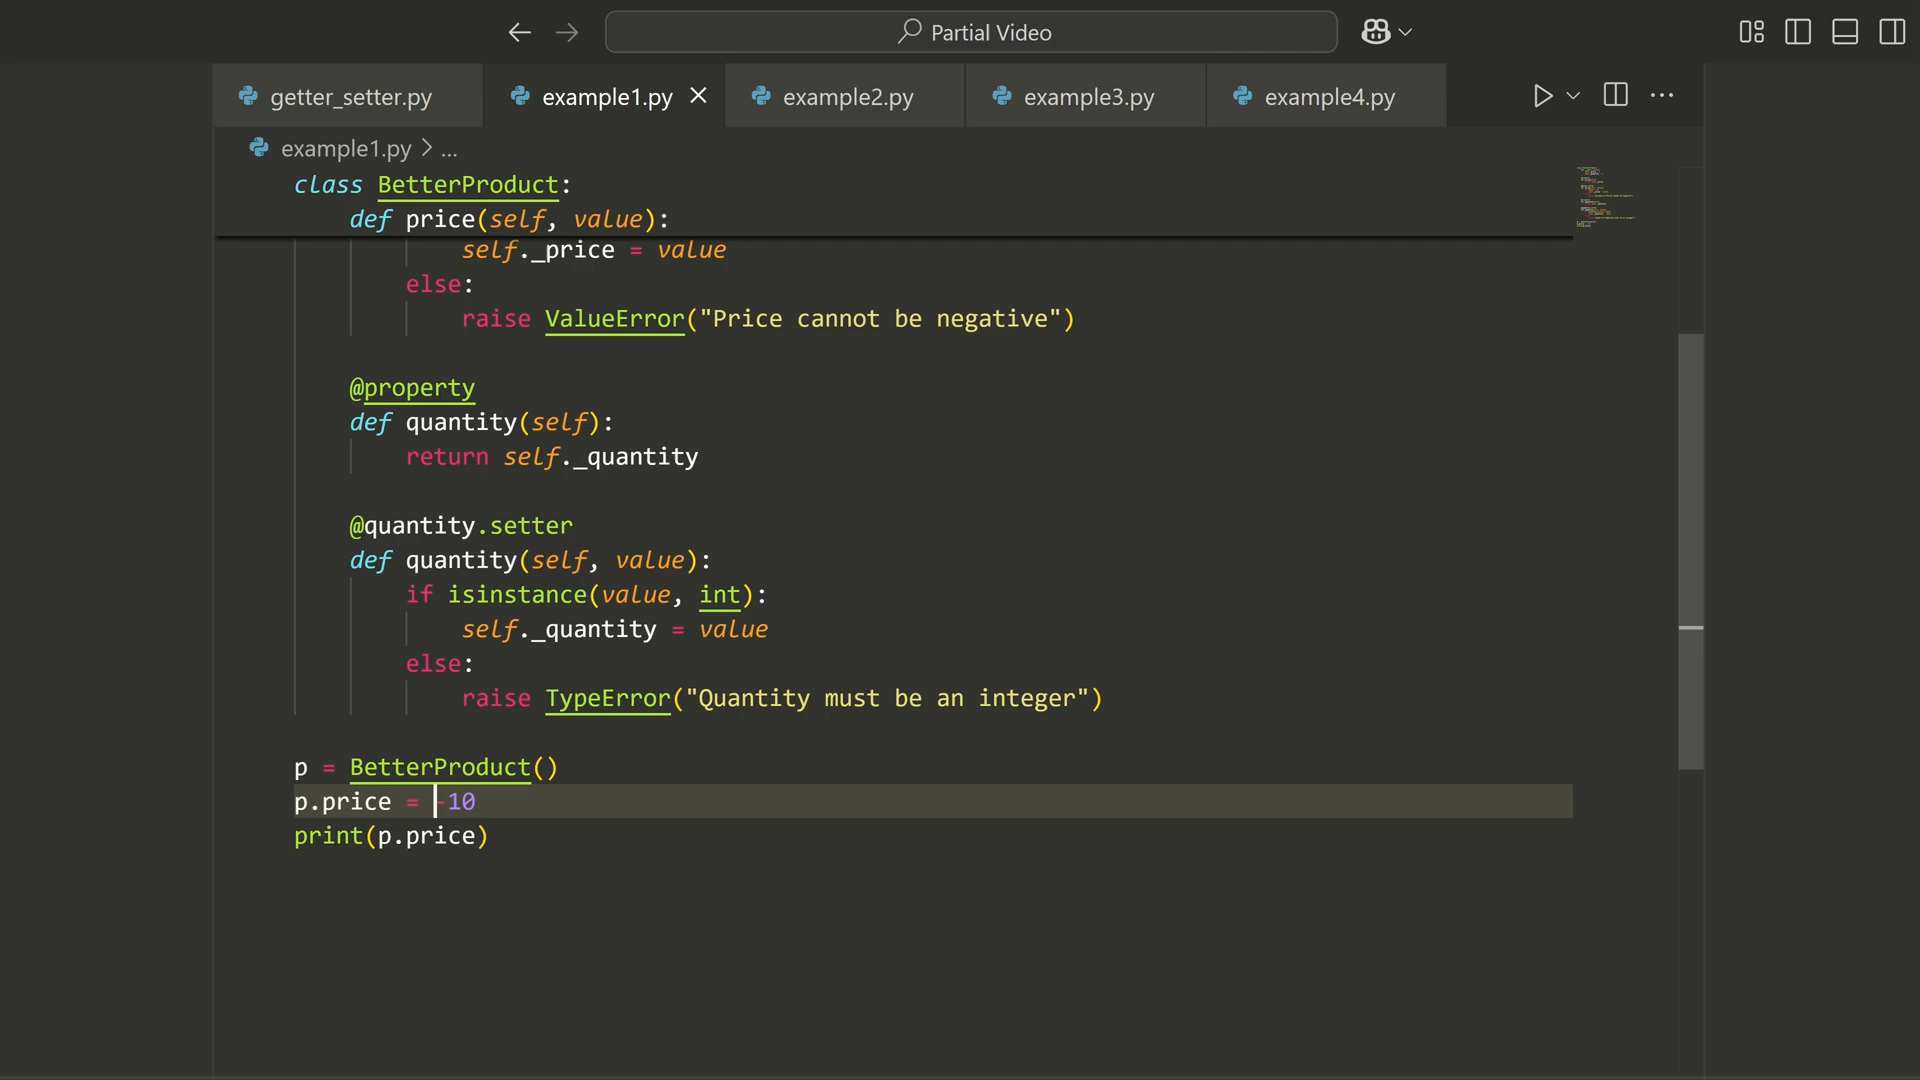 Partial Video
getter_setter.py example1.py example2.py example3.py example4.py
example1.py > ...
class BetterProduct:
    def price(self, value):
            self._price = value
        else:
            raise ValueError("Price cannot be negative")
    @property
    def quantity(self):
        return self._quantity
    @quantity.setter
    def quantity(self, value):
        if isinstance(value, int):
            self._quantity = value
        else:
            raise TypeError("Quantity must be an integer")
p = BetterProduct()
p.price = -10
print(p.price)